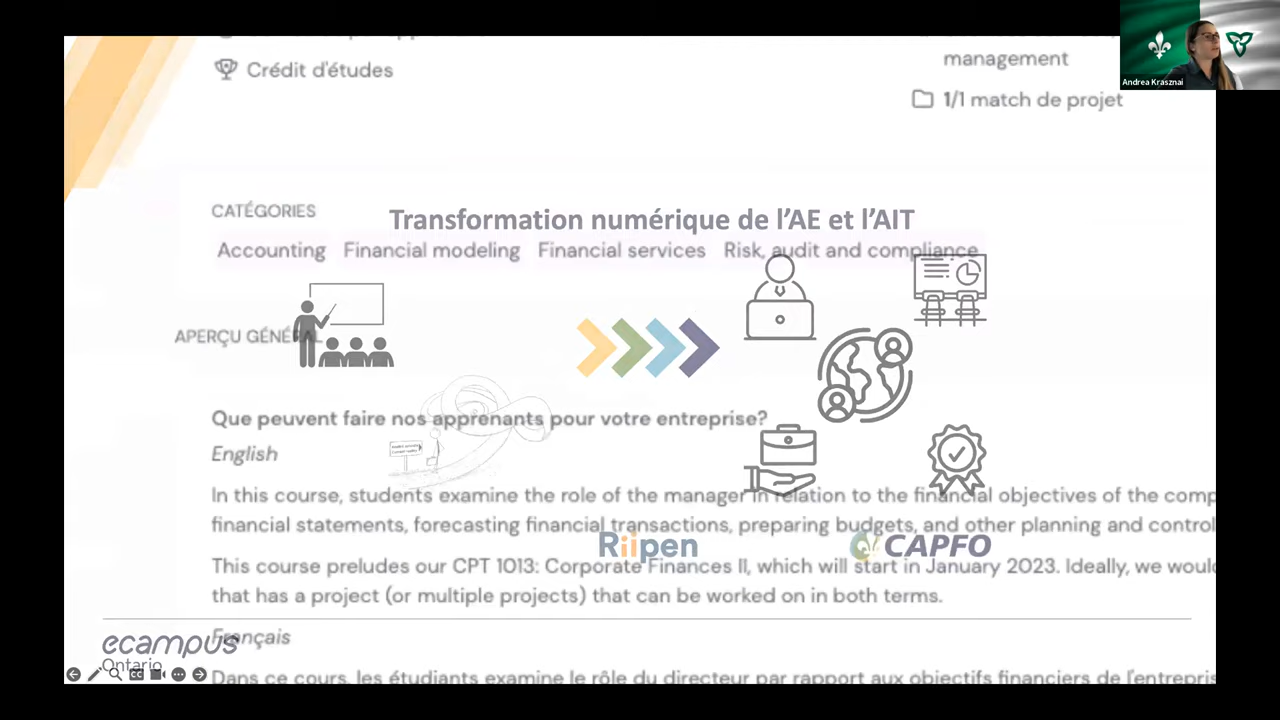 Crédit d'études
management
1/1 match de projet
Andrea Krasznai
CATÉGORIES
Transformation numérique de l'AE et l'AIT
Accounting Financial modeling Financial services Risk, audit and compliance
APERÇU GÉNÉRAL
Que peuvent faire nos apprenants pour votre entreprise?
English
In this course, students examine the role of the manager in relation to the financial objectives of the comp
financial statements, forecasting financial transactions, preparing budgets, and other planning and control
Riipen
CAPFO
This course preludes our CPT 1013: Corporate Finances II, which will start in January 2023. Ideally, we woul
that has a project (or multiple projects) that can be worked on in both terms.
ecampus
Ontario
Français
Dans ce cours, les étudiants examine le rôle du directeur par rapport aux objectifs financiers de l'entrepris